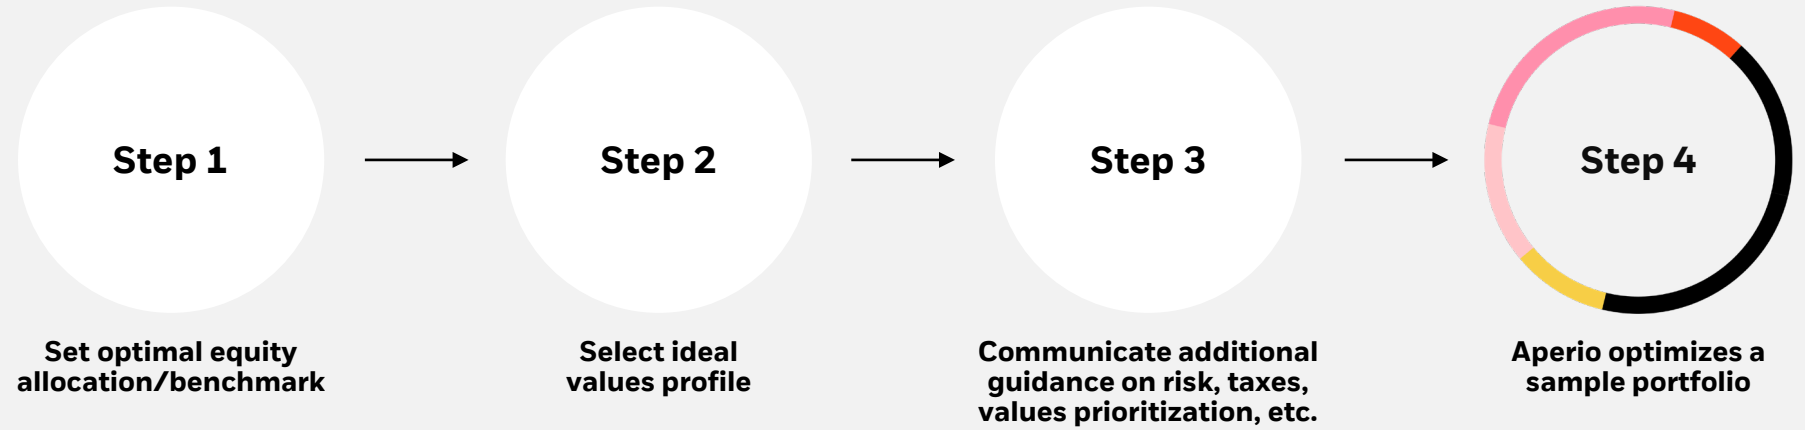 Step 1
Step 2
Step 3
Step 4
Set optimal equity
allocation/benchmark
Select ideal
values profile
Communicate additional
guidance on risk, taxes,
values prioritization, etc.
Aperio optimizes a
sample portfolio